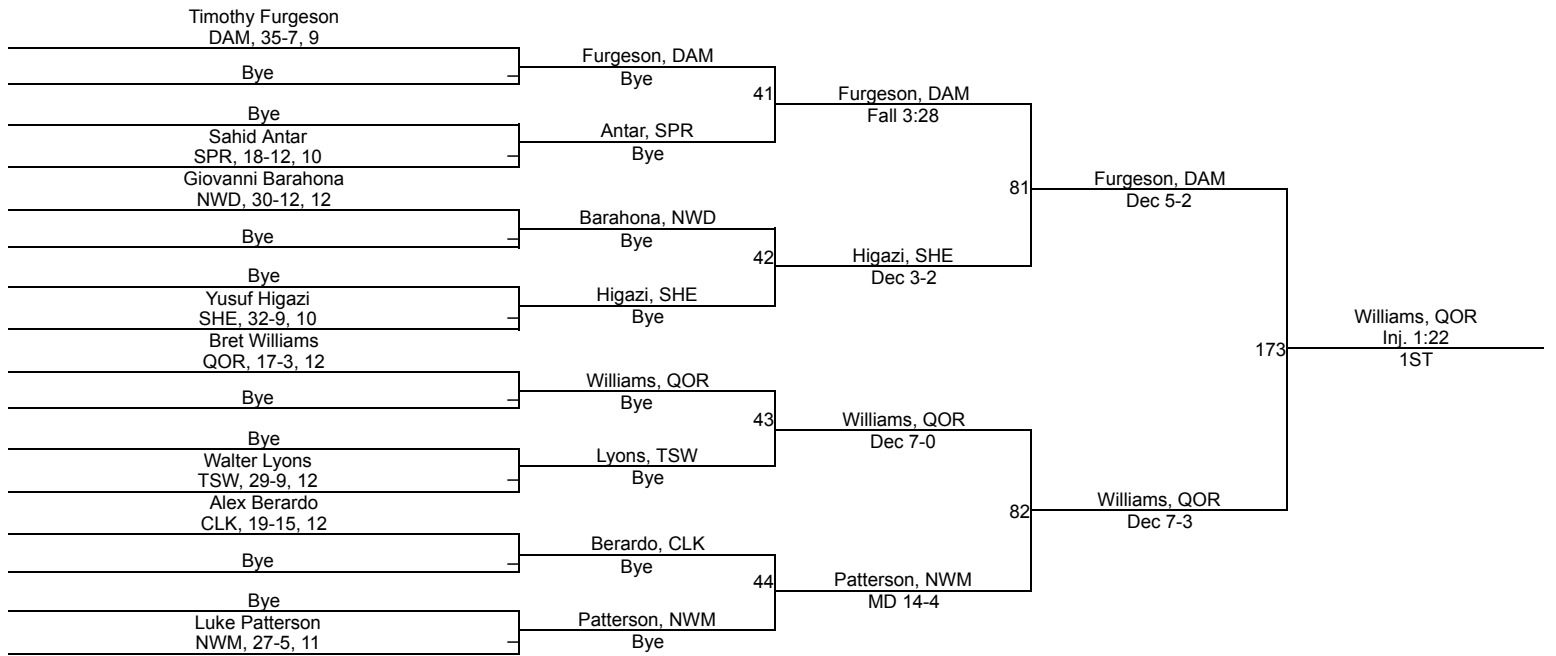 Timothy Furgeson
DAM, 35-7, 9
Bye
Bye
Sahid Antar
SPR, 18-12, 10
Giovanni Barahona
NWD, 30-12, 12
Bye
Bye
Yusuf Higazi
SHE, 32-9, 10
Bret Williams
QOR, 17-3, 12
Bye
Bye
Walter Lyons
TSW, 29-9, 12
Alex Berardo
CLK, 19-15, 12
Bye
Bye
Luke Patterson
NWM, 27-5, 11
Furgeson, DAM
Bye
41
Antar, SPR
Bye
Barahona, NWD
Bye
42
Higazi, SHE
Bye
Williams, QOR
Bye
43
Lyons, TSW
Bye
Berardo, CLK
Bye
44
Patterson, NWM
Bye
Furgeson, DAM
Fall 3:28
81
Higazi, SHE
Dec 3-2
Williams, QOR
Dec 7-0
82
Patterson, NWM
MD 14-4
Furgeson, DAM
Dec 5-2
173
Williams, QOR
Dec 7-3
Williams, QOR
Inj. 1:22
1ST